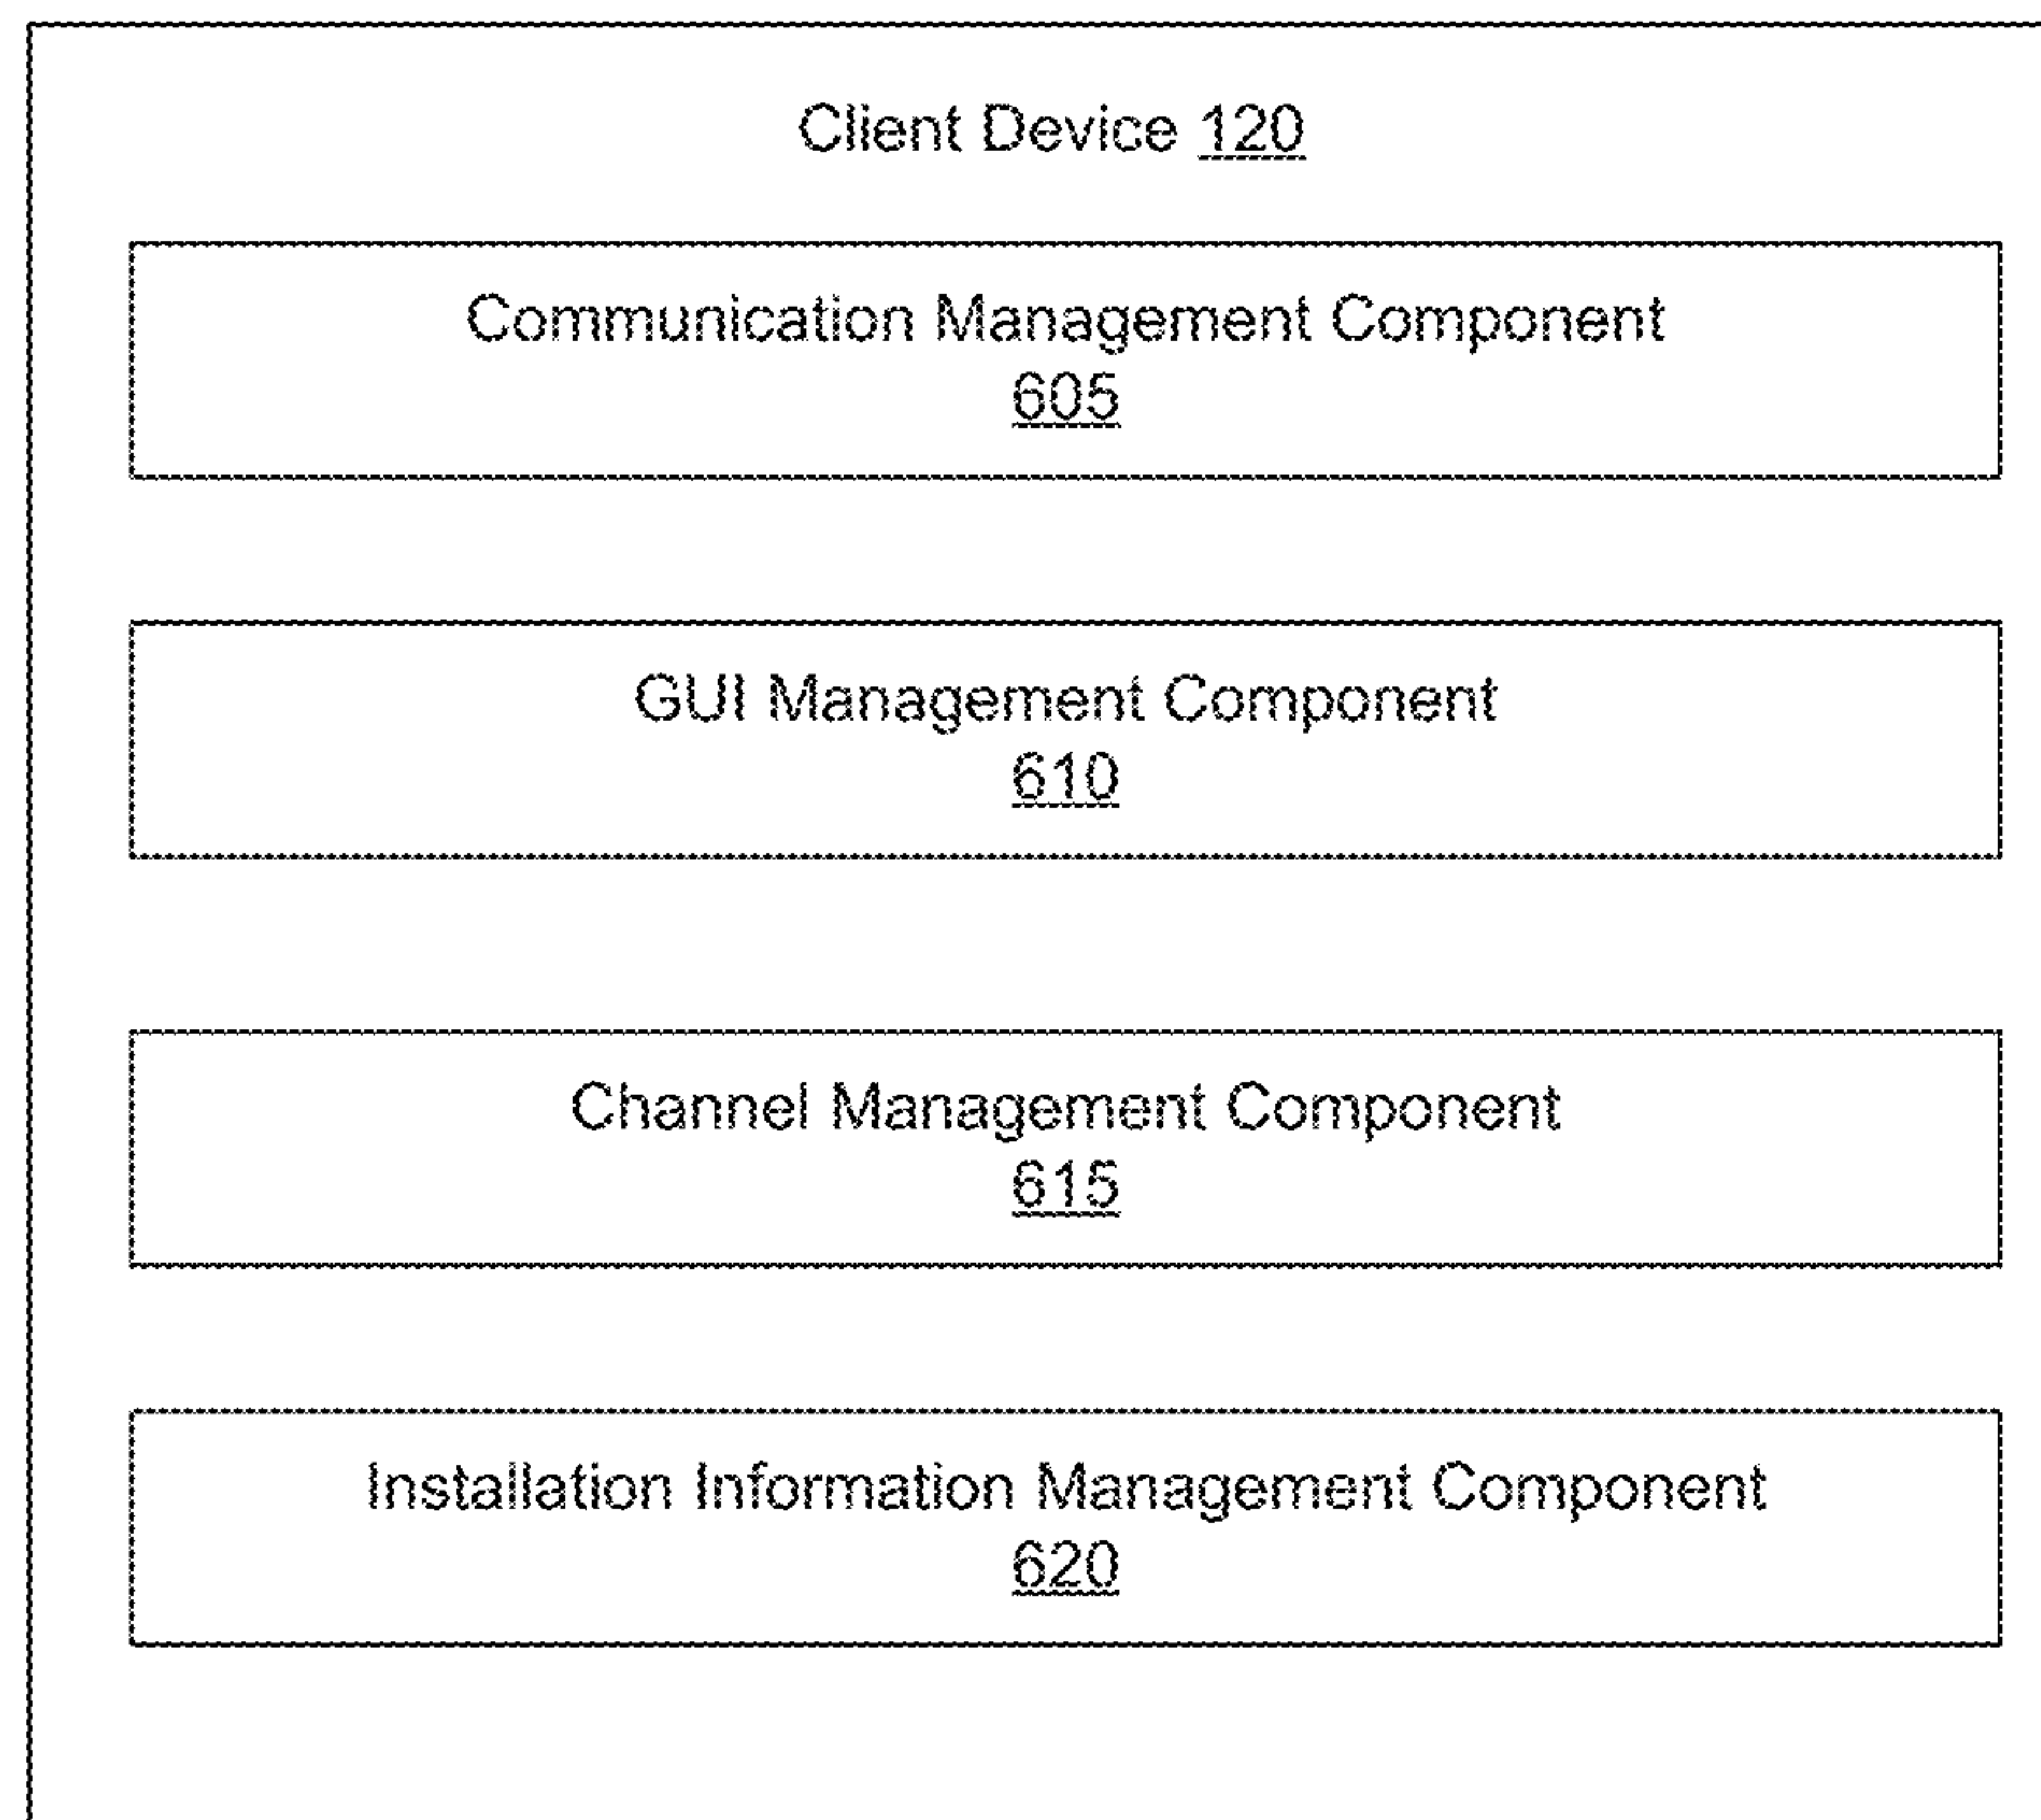 Client Device 120
Communication Management Component
605
GUI Management Component
610
Channel Management Component
615
Installation Information Management Component
620